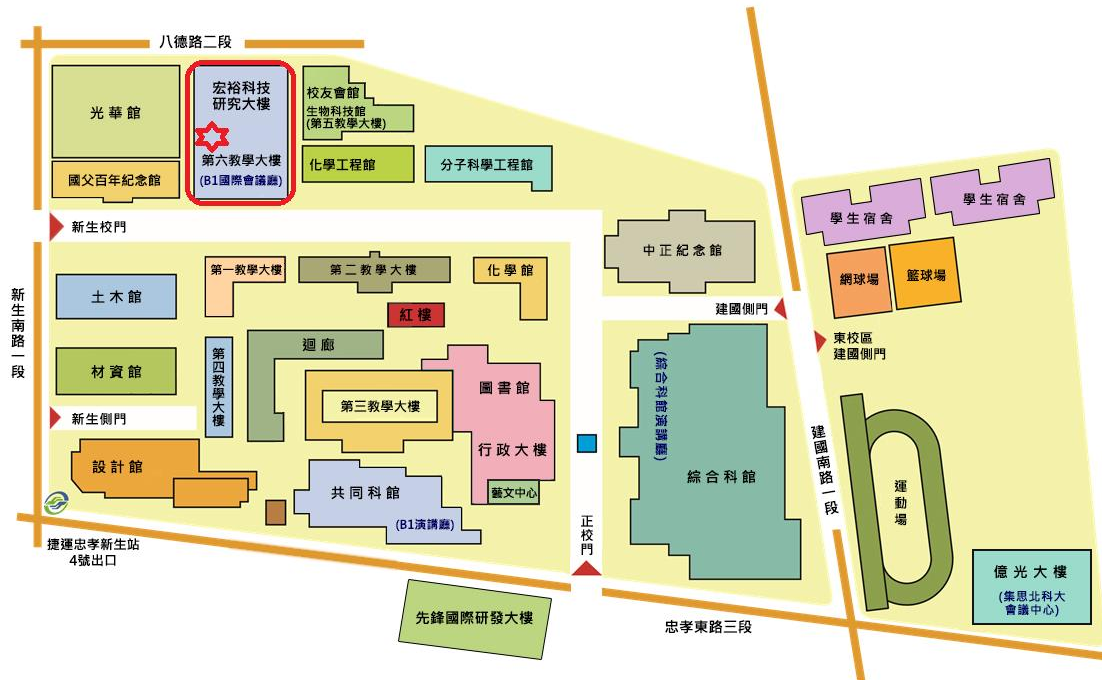 八德路二段
光華館
宏裕科技
研究大樓
第六教學大樓
(B1國際會議廳)
校友會館
生物科技館
(第五教學大樓)
國父百年紀念館
化學工程館
分子科學工程館
新生校門
中正紀念館
學生宿舍
學生宿舍
網球場
籃球場
第一教學大樓
第二教學大樓
化學館
土木館
紅樓
建國側門
東校區
建國側門
新生南路一段
材資館
第四教學大樓
迴廊
第三教學大樓
圖書館
行政大樓
藝文中心
(綜合科館演講廳)
綜合科館
新生側門
設計館
共同科館
(B1演講廳)
正校門
建國南路一段
運動場
捷運忠孝新生站
4號出口
先鋒國際研發大樓
忠孝東路三段
億光大樓
(集思北科大
會議中心)